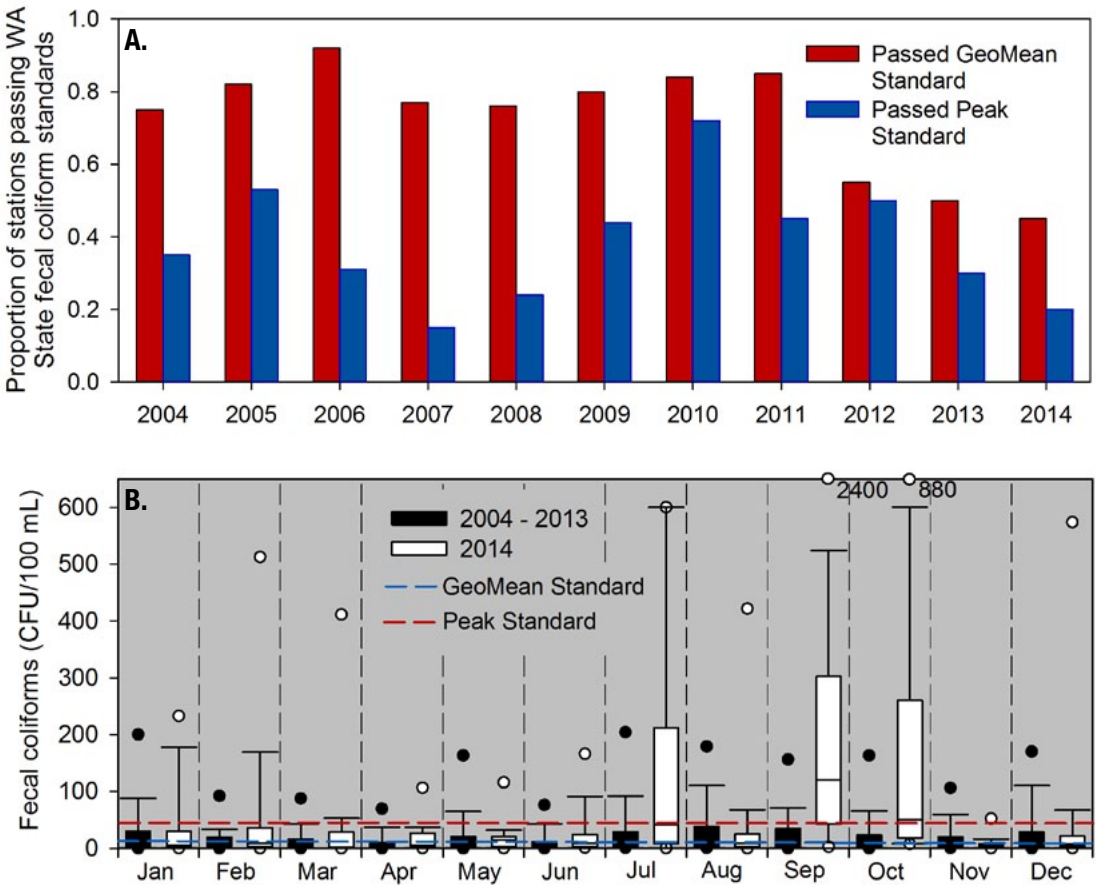 Proportion of stations passing WA
State fecal coliform standards
1.0
0.8
0.6
0.4
0.2
0.0
A.
Passed GeoMean
Standard
Passed Peak
Standard
2004 2005 2006 2007 2008 2009 2010 2011 2012 2013 2014
Fecal coliforms (CFU/100 mL)
600
500
400
300
200
100
0
B.
2400 880
2004 - 2013
2014
GeoMean Standard
Peak Standard
Jan Feb Mar Apr May Jun Jul Aug Sep Oct Nov Dec